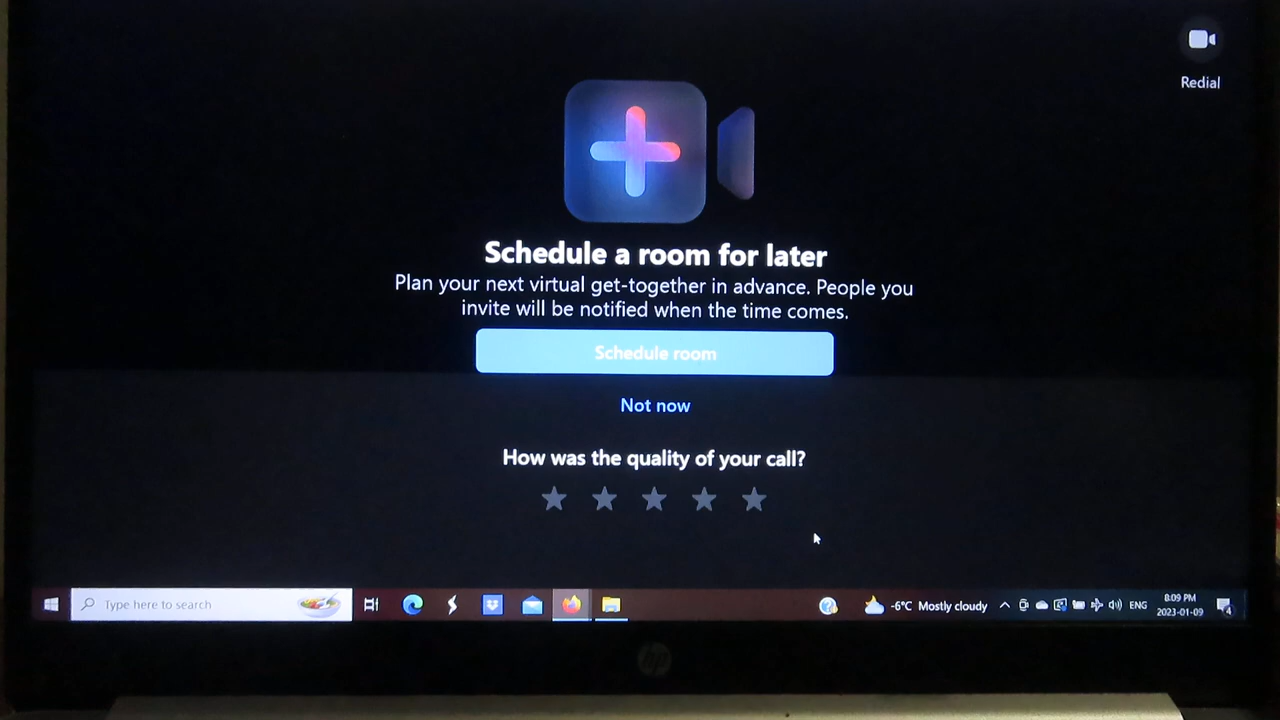 Redial
Schedule a room for later
Plan your next virtual get-together in advance. People you
invite will be notified when the time comes.
Schedule room
Not now
How was the quality of your call?
Type here to search
-6°C Mostly cloudy
ENG
8:09 PM
2023-01-09
4
hp